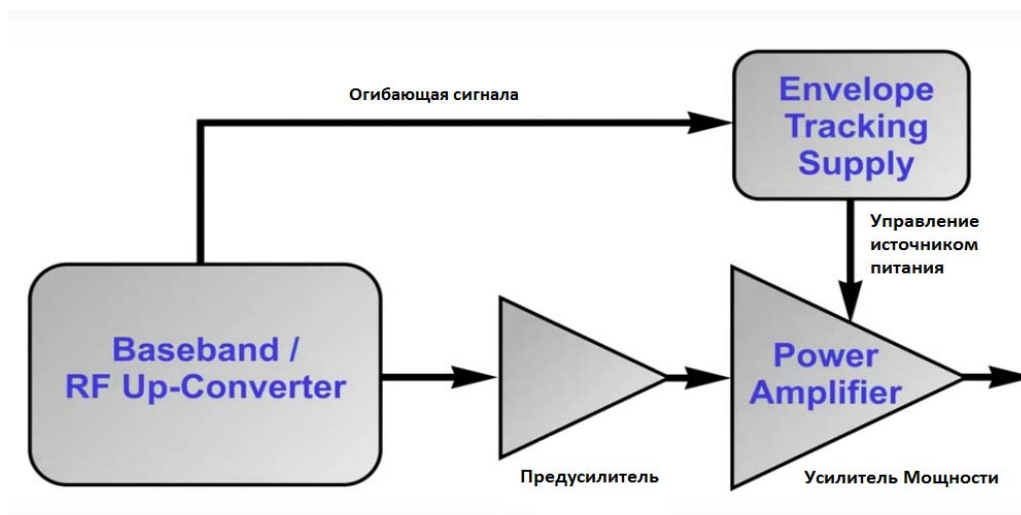 Огибающая сигнала
Envelope
Tracking
Supply
Управление
источником
питания
Baseband /
RF Up-Converter
Предусилитель
Power
Amplifier
Усилитель Мощности